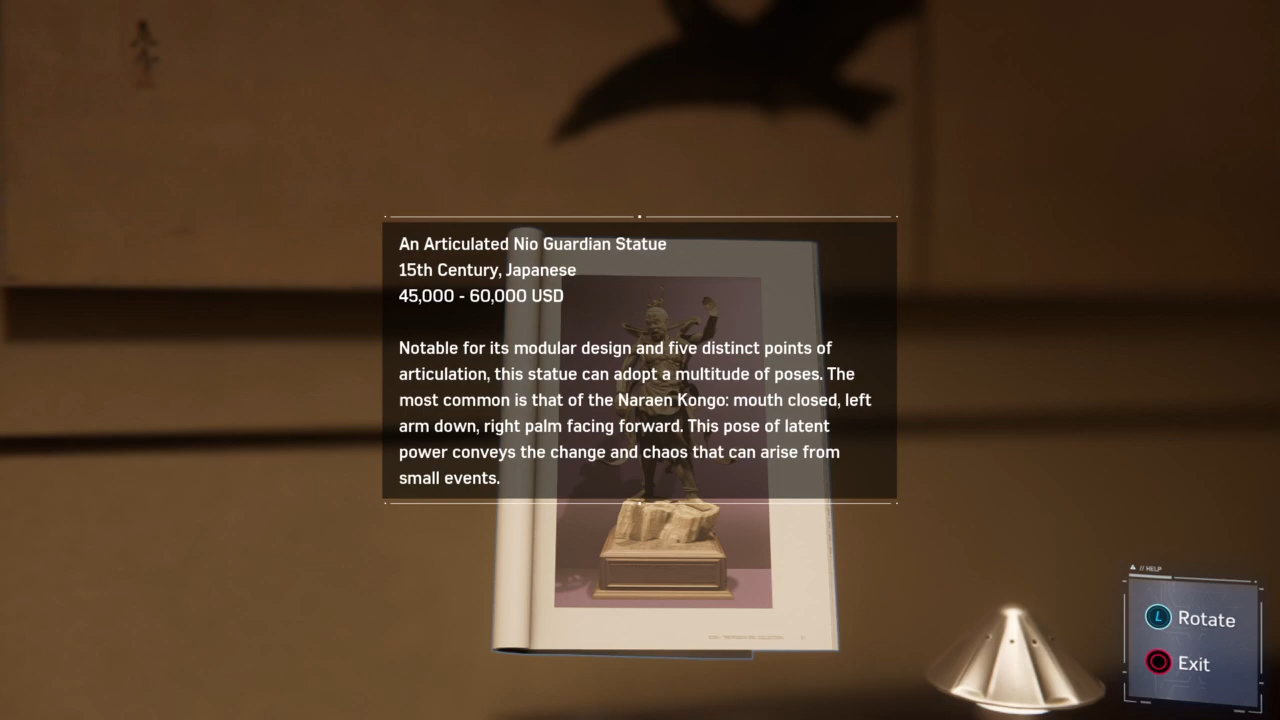 An Articulated Nio Guardian Statue
15th Century, Japanese
45,000 - 60,000 USD
Notable for its modular design and five distinct points of
articulation, this statue can adopt a multitude of poses. The
most common is that of the Naraen Kongo: mouth closed, left
arm down, right palm facing forward. This pose of latent
power conveys the change and chaos that can arise from
small events.
// HELP
L Rotate
Exit